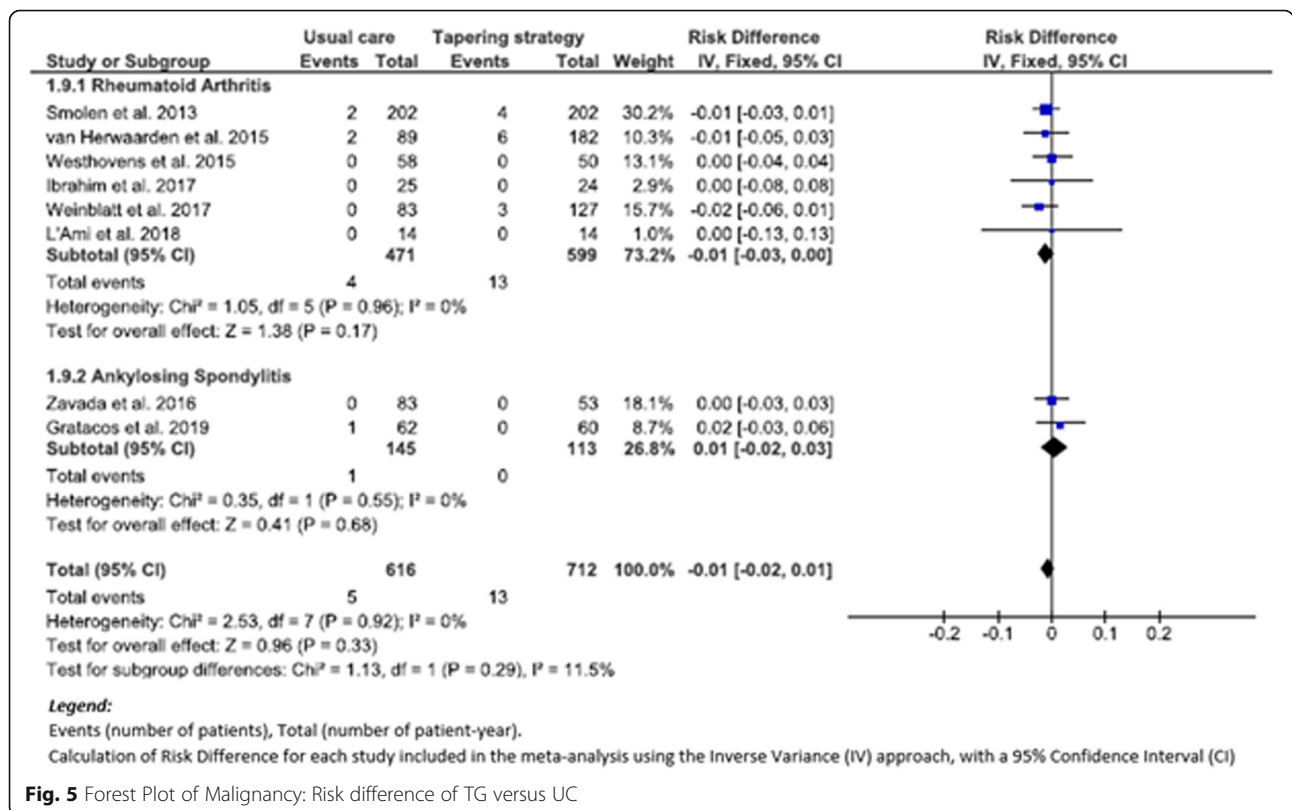 Usual care Tapering strategy Risk Difference Risk Difference
Study or Subgroup Events Total Events Total Weight IV, Fixed, 95% CI IV, Fixed, 95% CI
1.9.1 Rheumatoid Arthritis
Smolen et al. 2013 2 202 4 202 30.2% -0.01 [-0.03, 0.01]
van Herwaarden et al. 2015 2 89 6 182 10.3% -0.01 [-0.05, 0.03]
Westhovens et al. 2015 0 58 0 50 13.1% 0.00 [-0.04, 0.04]
Ibrahim et al. 2017 0 25 0 24 2.9% 0.00 [-0.08, 0.08]
Weinblatt et al. 2017 0 83 3 127 15.7% -0.02 [-0.06, 0.01]
L'Ami et al. 2018 0 14 0 14 1.0% 0.00 [-0.13, 0.13]
Subtotal (95% CI) 471 599 73.2% -0.01 [-0.03, 0.00]
Total events 4 13
Heterogeneity: Chi² = 1.05, df = 5 (P = 0.96); I² = 0%
Test for overall effect: Z = 1.38 (P = 0.17)
1.9.2 Ankylosing Spondylitis
Zavada et al. 2016 0 83 0 53 18.1% 0.00 [-0.03, 0.03]
Gratacos et al. 2019 1 62 0 60 8.7% 0.02 [-0.03, 0.06]
Subtotal (95% CI) 145 113 26.8% 0.01 [-0.02, 0.03]
Total events 1 0
Heterogeneity: Chi² = 0.35, df = 1 (P = 0.55); I² = 0%
Test for overall effect: Z = 0.41 (P = 0.68)
Total (95% CI) 616 712 100.0% -0.01 [-0.02, 0.01]
Total events 5 13
Heterogeneity: Chi² = 2.53, df = 7 (P = 0.92); I² = 0%
Test for overall effect: Z = 0.96 (P = 0.33)
Test for subgroup differences: Chi² = 1.13, df = 1 (P = 0.29), I² = 11.5%
-0.2 -0.1 0 0.1 0.2
Legend:
Events (number of patients), Total (number of patient-year).
Calculation of Risk Difference for each study included in the meta-analysis using the Inverse Variance (IV) approach, with a 95% Confidence Interval (CI)
Fig. 5 Forest Plot of Malignancy: Risk difference of TG versus UC